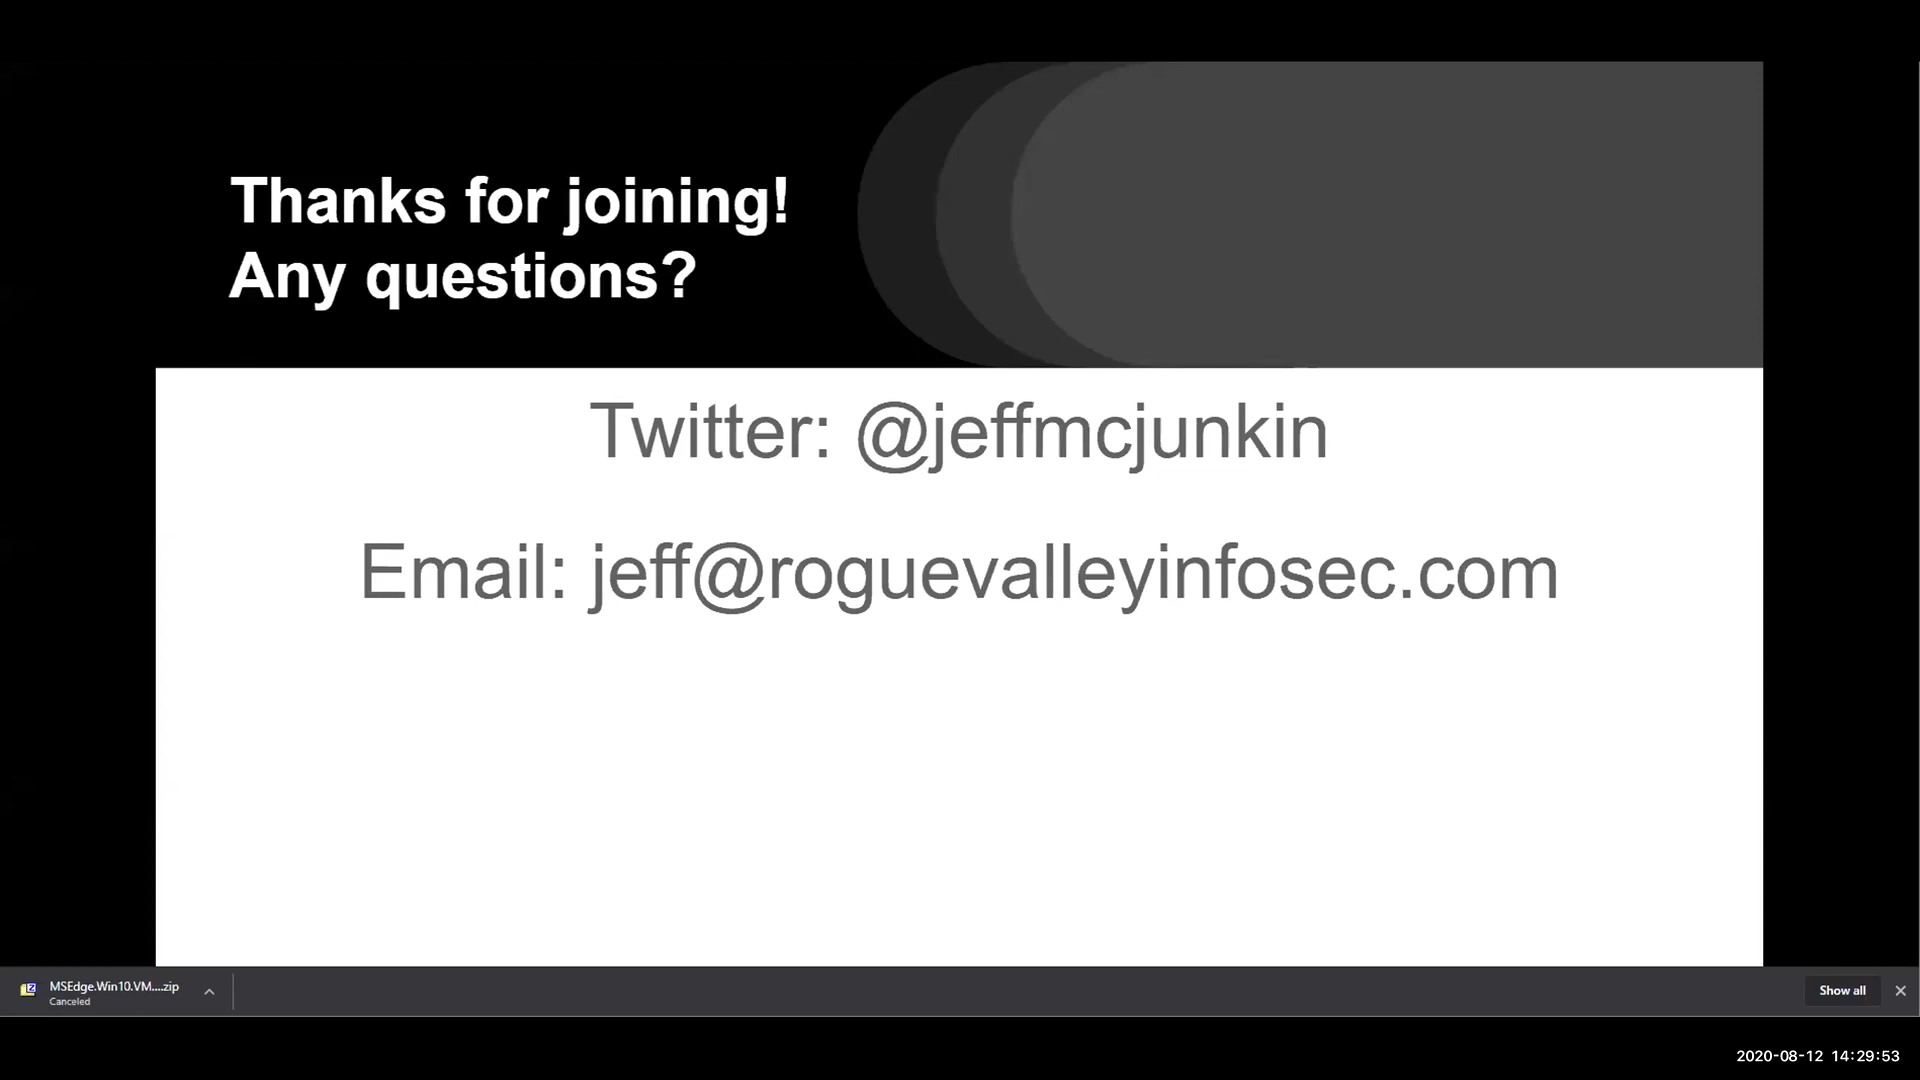 Thanks for joining!
Any questions?
Twitter: @jeffmcjunkin
Email: jeff@roguevalleyinfosec.com
MSEdge.Win10.VM....zip
Canceled
Show all
2020-08-12 14:29:53